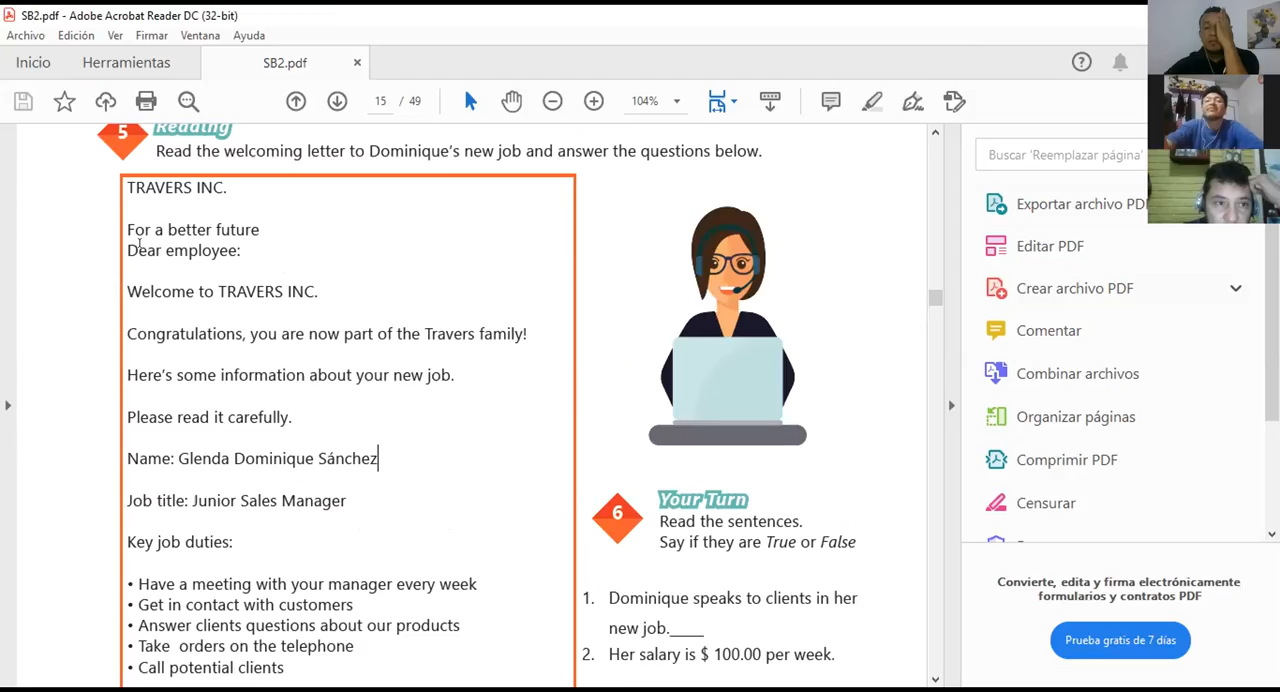 SB2.pdf - Adobe Acrobat Reader DC (32-bit)
Archivo Edición Ver Firmar Ventana Ayuda
Inicio Herramientas SB2.pdf ×
15 / 49 104%
5 Reading
Read the welcoming letter to Dominique's new job and answer the questions below.
TRAVERS INC.
For a better future
Dear employee:
Welcome to TRAVERS INC.
Congratulations, you are now part of the Travers family!
Here's some information about your new job.
Please read it carefully.
Name: Glenda Dominique Sánchez
Job title: Junior Sales Manager
Key job duties:
• Have a meeting with your manager every week
• Get in contact with customers
• Answer clients questions about our products
• Take orders on the telephone
• Call potential clients
6 Your Turn
Read the sentences.
Say if they are True or False
1. Dominique speaks to clients in her
new job.____
2. Her salary is $ 100.00 per week.
Buscar 'Reemplazar página'
Exportar archivo PDF
Editar PDF
Crear archivo PDF
Comentar
Combinar archivos
Organizar páginas
Comprimir PDF
Censurar
Convierte, edita y firma electrónicamente
formularios y contratos PDF
Prueba gratis de 7 días